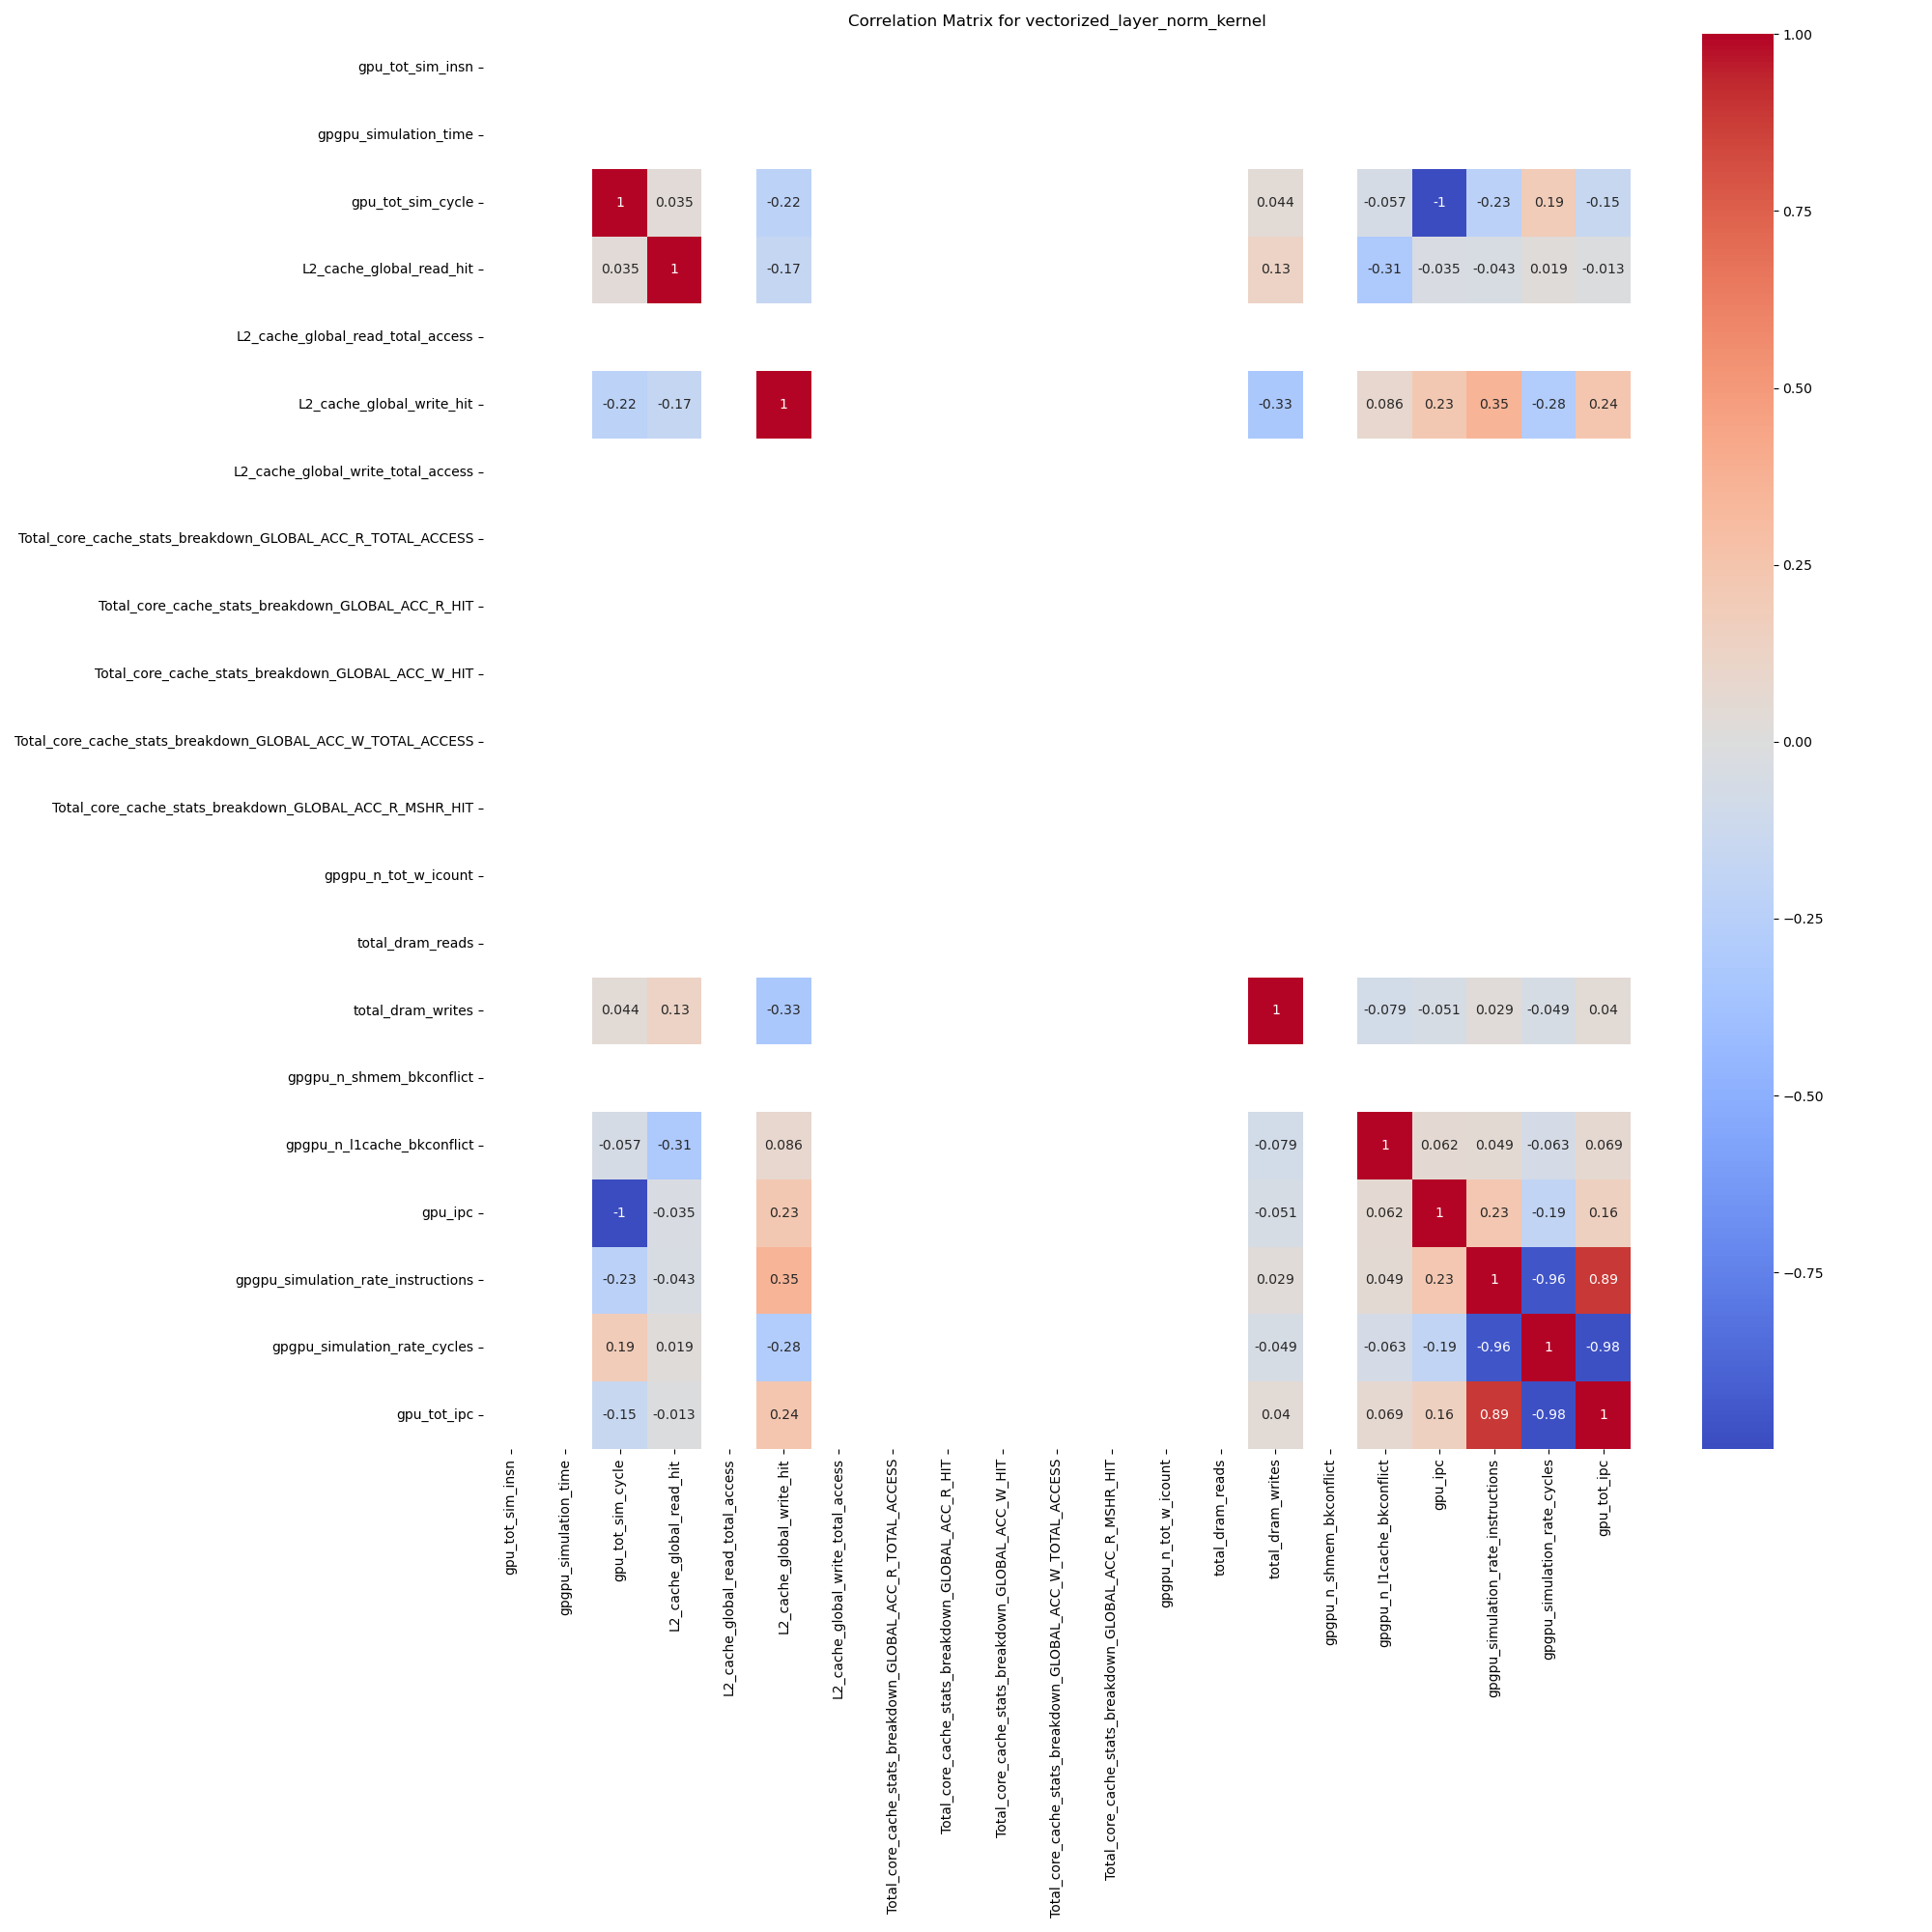 Correlation Matrix for vectorized_layer_norm_kernel
gpu_tot_sim_insn
gpgpu_simulation_time
gpu_tot_sim_cycle 1 0.035 -0.22 0.044 -0.057 -1 -0.23 0.19 -0.15
L2_cache_global_read_hit 0.035 1 -0.17 0.13 -0.31 -0.035 -0.043 0.019 -0.013
L2_cache_global_read_total_access
L2_cache_global_write_hit -0.22 -0.17 1 -0.33 0.086 0.23 0.35 -0.28 0.24
L2_cache_global_write_total_access
Total_core_cache_stats_breakdown_GLOBAL_ACC_R_TOTAL_ACCESS
Total_core_cache_stats_breakdown_GLOBAL_ACC_R_HIT
Total_core_cache_stats_breakdown_GLOBAL_ACC_W_HIT
Total_core_cache_stats_breakdown_GLOBAL_ACC_W_TOTAL_ACCESS
Total_core_cache_stats_breakdown_GLOBAL_ACC_R_MSHR_HIT
gpgpu_n_tot_w_icount
total_dram_reads
total_dram_writes 0.044 0.13 -0.33 1 -0.079 -0.051 0.029 -0.049 0.04
gpgpu_n_shmem_bkconflict
gpgpu_n_l1cache_bkconflict -0.057 -0.31 0.086 -0.079 1 0.062 0.049 -0.063 0.069
gpu_ipc -1 -0.035 0.23 -0.051 0.062 1 0.23 -0.19 0.16
gpgpu_simulation_rate_instructions -0.23 -0.043 0.35 0.029 0.049 0.23 1 -0.96 0.89
gpgpu_simulation_rate_cycles 0.19 0.019 -0.28 -0.049 -0.063 -0.19 -0.96 1 -0.98
gpu_tot_ipc -0.15 -0.013 0.24 0.04 0.069 0.16 0.89 -0.98 1
gpu_tot_sim_insn
gpgpu_simulation_time
gpu_tot_sim_cycle
L2_cache_global_read_hit
L2_cache_global_read_total_access
L2_cache_global_write_hit
L2_cache_global_write_total_access
Total_core_cache_stats_breakdown_GLOBAL_ACC_R_TOTAL_ACCESS
Total_core_cache_stats_breakdown_GLOBAL_ACC_R_HIT
Total_core_cache_stats_breakdown_GLOBAL_ACC_W_HIT
Total_core_cache_stats_breakdown_GLOBAL_ACC_W_TOTAL_ACCESS
Total_core_cache_stats_breakdown_GLOBAL_ACC_R_MSHR_HIT
gpgpu_n_tot_w_icount
total_dram_reads
total_dram_writes
gpgpu_n_shmem_bkconflict
gpgpu_n_l1cache_bkconflict
gpu_ipc
gpgpu_simulation_rate_instructions
gpgpu_simulation_rate_cycles
gpu_tot_ipc
1.00
0.75
0.50
0.25
0.00
−0.25
−0.50
−0.75